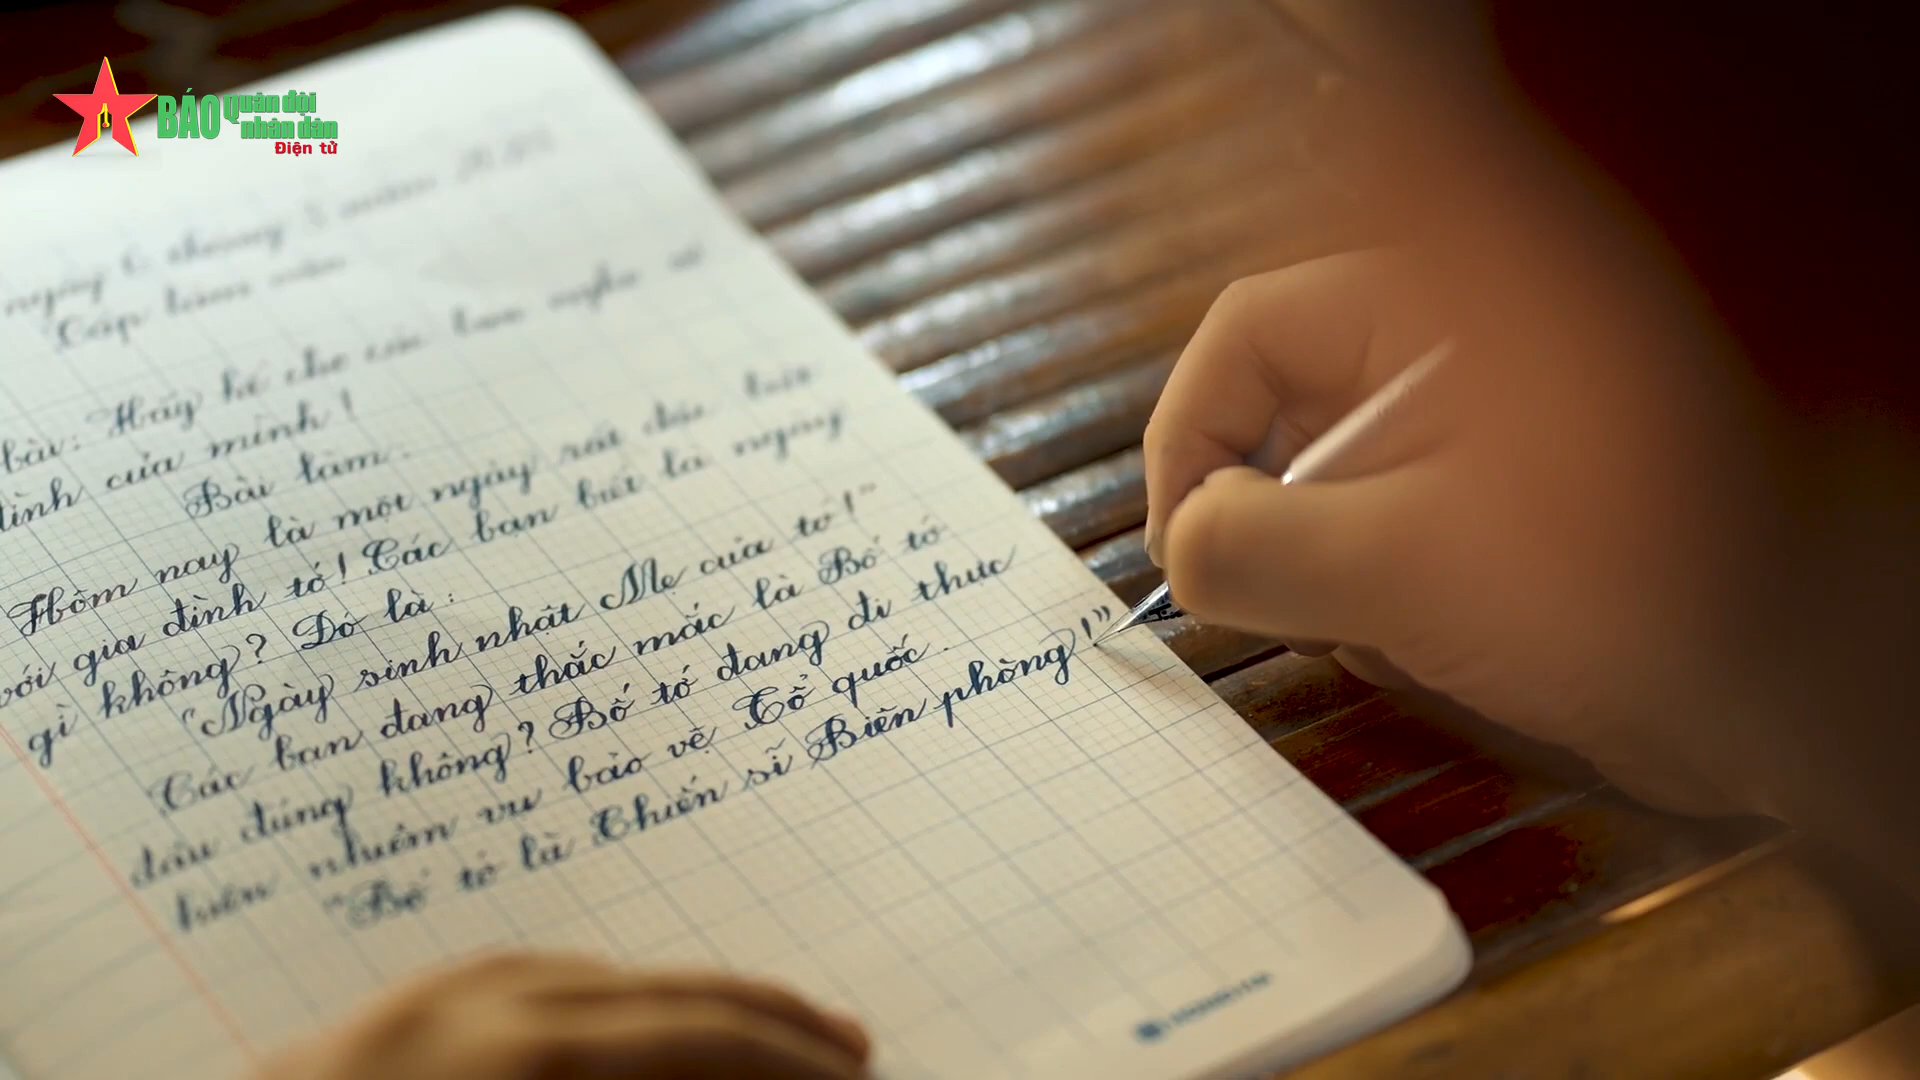 BÁO Quân đội
nhân dân
Điện tử
ngày 6 tháng 3 năm
Tập làm văn
bài: Hãy kể cho các bạn nghe về
đình của mình!
Bài làm.
Hôm nay là một ngày rất đặc biệt
với gia đình tớ! Các bạn biết là ngày
gì không? Đó là:
"Ngày sinh nhật Mẹ của tớ!"
Các bạn đang thắc mắc là Bố tớ
đâu đúng không? Bố tớ đang đi thực
hiện nhiệm vụ bảo vệ Tổ quốc.
"Bố tớ là Chiến sĩ Biên phòng!"